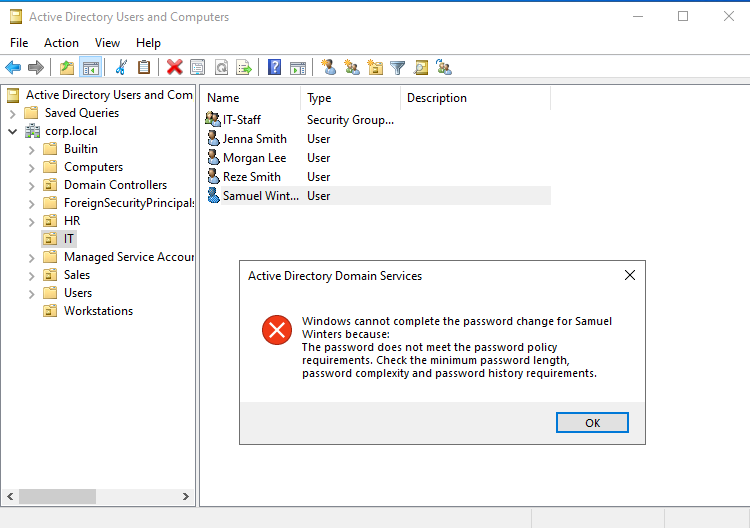 Active Directory Users and Computers
File Action View Help
Active Directory Users and Com
Saved Queries
corp.local
Builtin
Computers
Domain Controllers
ForeignSecurityPrincipals
HR
IT
Managed Service Accour
Sales
Users
Workstations
Name Type Description
IT-Staff Security Group...
Jenna Smith User
Morgan Lee User
Reze Smith User
Samuel Wint... User
Active Directory Domain Services
Windows cannot complete the password change for Samuel
Winters because:
The password does not meet the password policy
requirements. Check the minimum password length,
password complexity and password history requirements.
OK